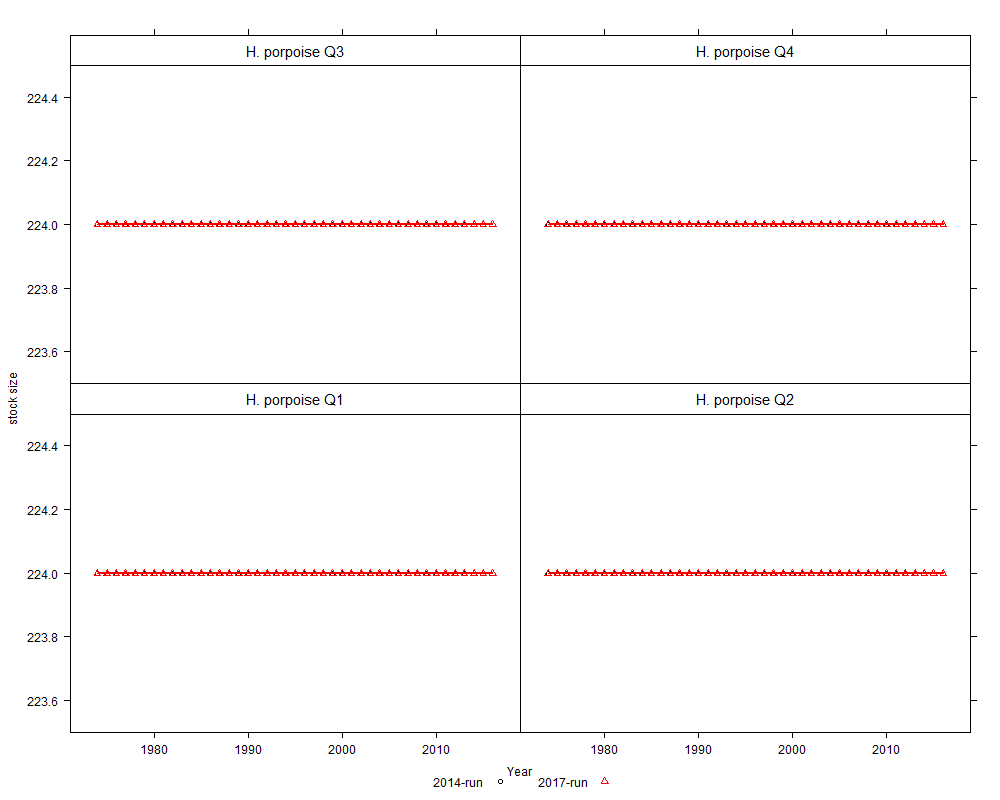 H. porpoise Q3
H. porpoise Q4
224.4
224.2
224.0
223.8
223.6
stock size
H. porpoise Q1
H. porpoise Q2
224.4
224.2
224.0
223.8
223.6
1980 1990 2000 2010
1980 1990 2000 2010
Year
2014-run 2017-run